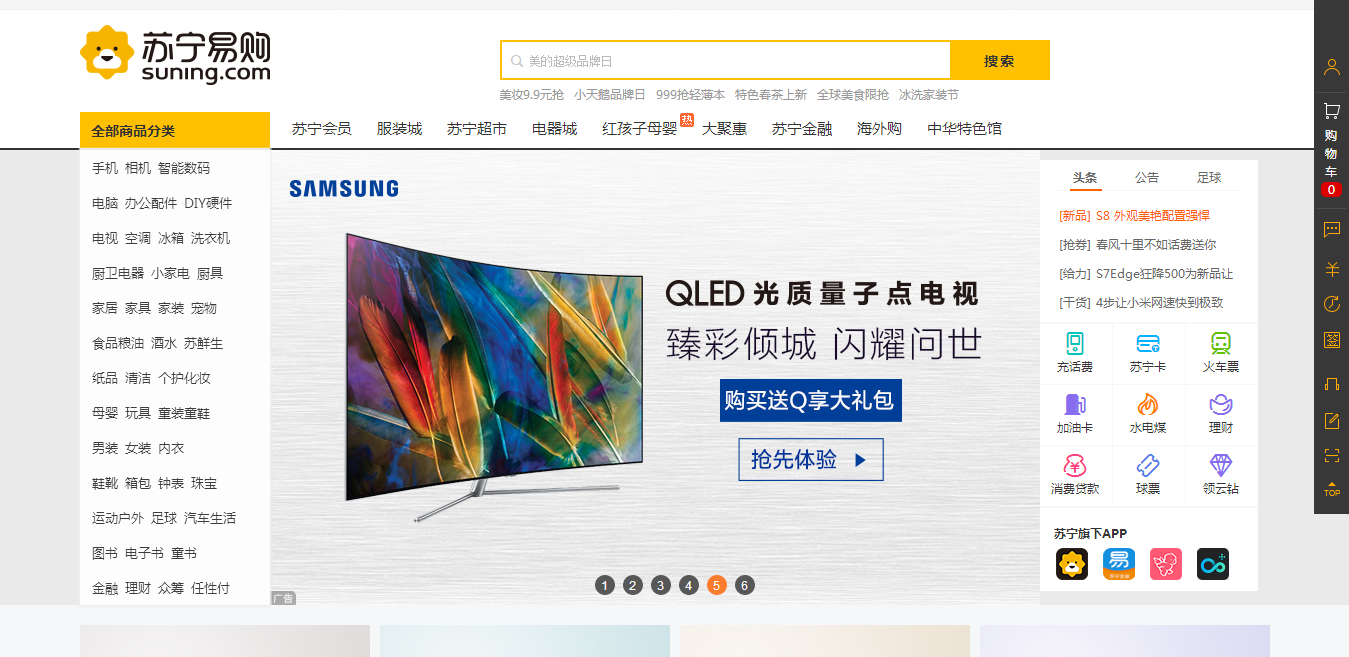 苏宁易购
suning.com
美的超级品牌日
搜索
美妆9.9元抢 小天鹅品牌日 999抢轻薄本 特色春茶上新 全球美食限抢 冰洗家装节
全部商品分类
苏宁会员 服装城 苏宁超市 电器城 红孩子母婴 热 大聚惠 苏宁金融 海外购 中华特色馆
手机 相机 智能数码
电脑 办公配件 DIY硬件
电视 空调 冰箱 洗衣机
厨卫电器 小家电 厨具
家居 家具 家装 宠物
食品粮油 酒水 苏鲜生
纸品 清洁 个护化妆
母婴 玩具 童装童鞋
男装 女装 内衣
鞋靴 箱包 钟表 珠宝
运动户外 足球 汽车生活
图书 电子书 童书
金融 理财 众筹 任性付
SAMSUNG
QLED 光质量子点电视
臻彩倾城 闪耀问世
购买送Q享大礼包
抢先体验
1 2 3 4 5 6
广告
头条 公告 足球
[新品] S8 外观美艳配置强悍
[抢券] 春风十里不如话费送你
[给力] S7Edge狂降500为新品让
[干货] 4步让小米网速快到极致
充话费 苏宁卡 火车票
加油卡 水电煤 理财
消费贷款 球票 领云钻
苏宁旗下APP
易
购
物
车
0
签
TOP